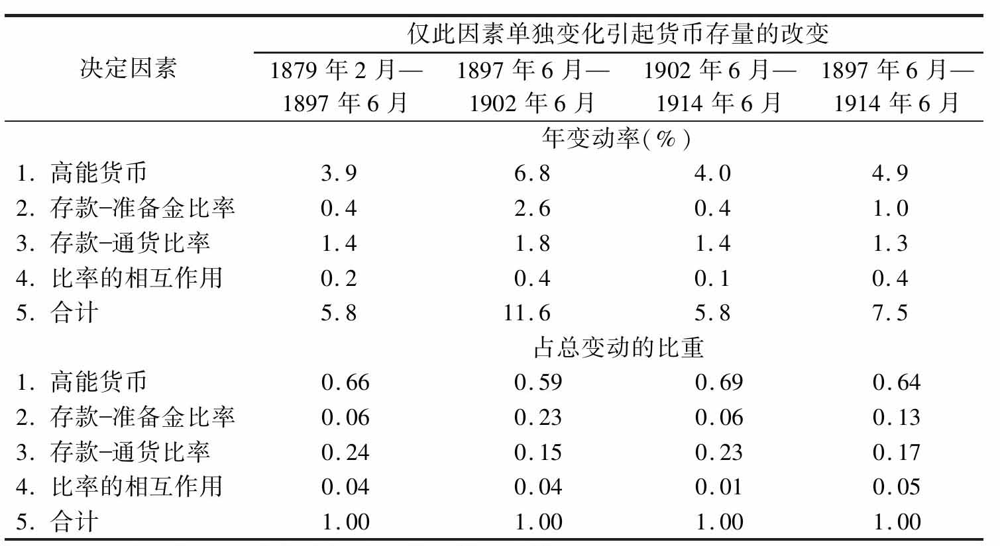 决定因素
仅此因素单独变化引起货币存量的改变
1879 年 2 月— 1897 年 6 月— 1902 年 6 月— 1897 年 6 月—
1897 年 6 月 1902 年 6 月 1914 年 6 月 1914 年 6 月
年变动率(%)
1. 高能货币 3.9 6.8 4.0 4.9
2. 存款-准备金比率 0.4 2.6 0.4 1.0
3. 存款-通货比率 1.4 1.8 1.4 1.3
4. 比率的相互作用 0.2 0.4 0.1 0.4
5. 合计 5.8 11.6 5.8 7.5
占总变动的比重
1. 高能货币 0.66 0.59 0.69 0.64
2. 存款-准备金比率 0.06 0.23 0.06 0.13
3. 存款-通货比率 0.24 0.15 0.23 0.17
4. 比率的相互作用 0.04 0.04 0.01 0.05
5. 合计 1.00 1.00 1.00 1.00